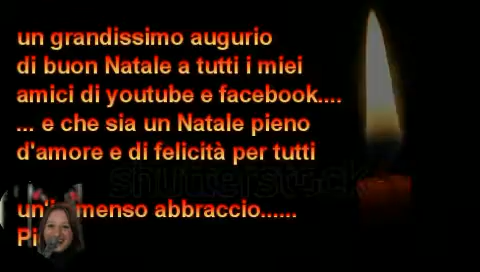 un grandissimo augurio
di buon Natale a tutti i miei
amici di youtube e facebook....
... e che sia un Natale pieno
d'amore e di felicità per tutti
shutterstock
abbraccio......